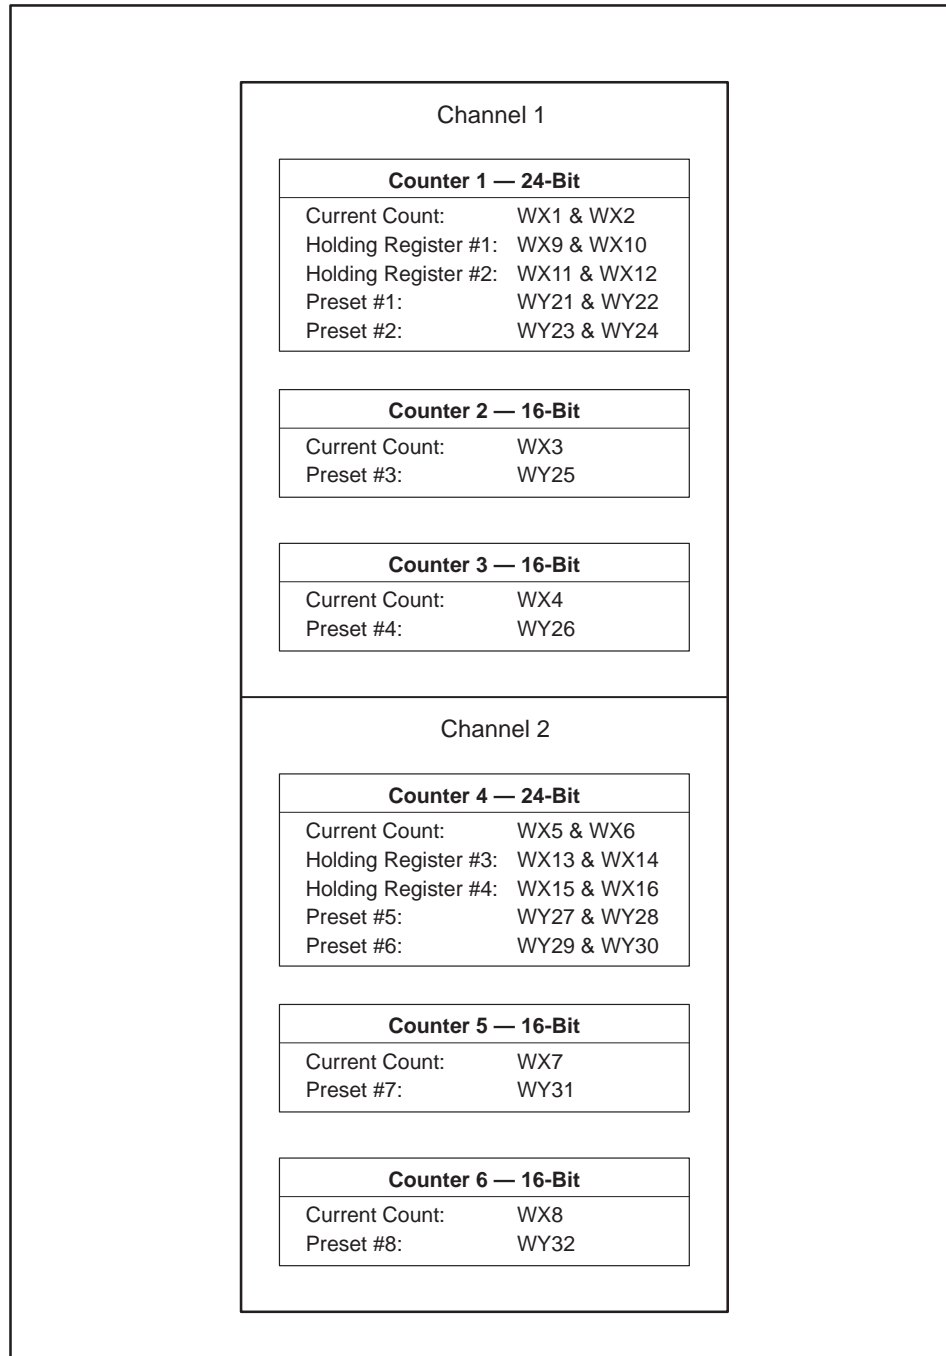 Channel 1
Counter 1 — 24-Bit
Current Count: WX1 & WX2
Holding Register #1: WX9 & WX10
Holding Register #2: WX11 & WX12
Preset #1: WY21 & WY22
Preset #2: WY23 & WY24
Counter 2 — 16-Bit
Current Count: WX3
Preset #3: WY25
Counter 3 — 16-Bit
Current Count: WX4
Preset #4: WY26
Channel 2
Counter 4 — 24-Bit
Current Count: WX5 & WX6
Holding Register #3: WX13 & WX14
Holding Register #4: WX15 & WX16
Preset #5: WY27 & WY28
Preset #6: WY29 & WY30
Counter 5 — 16-Bit
Current Count: WX7
Preset #7: WY31
Counter 6 — 16-Bit
Current Count: WX8
Preset #8: WY32